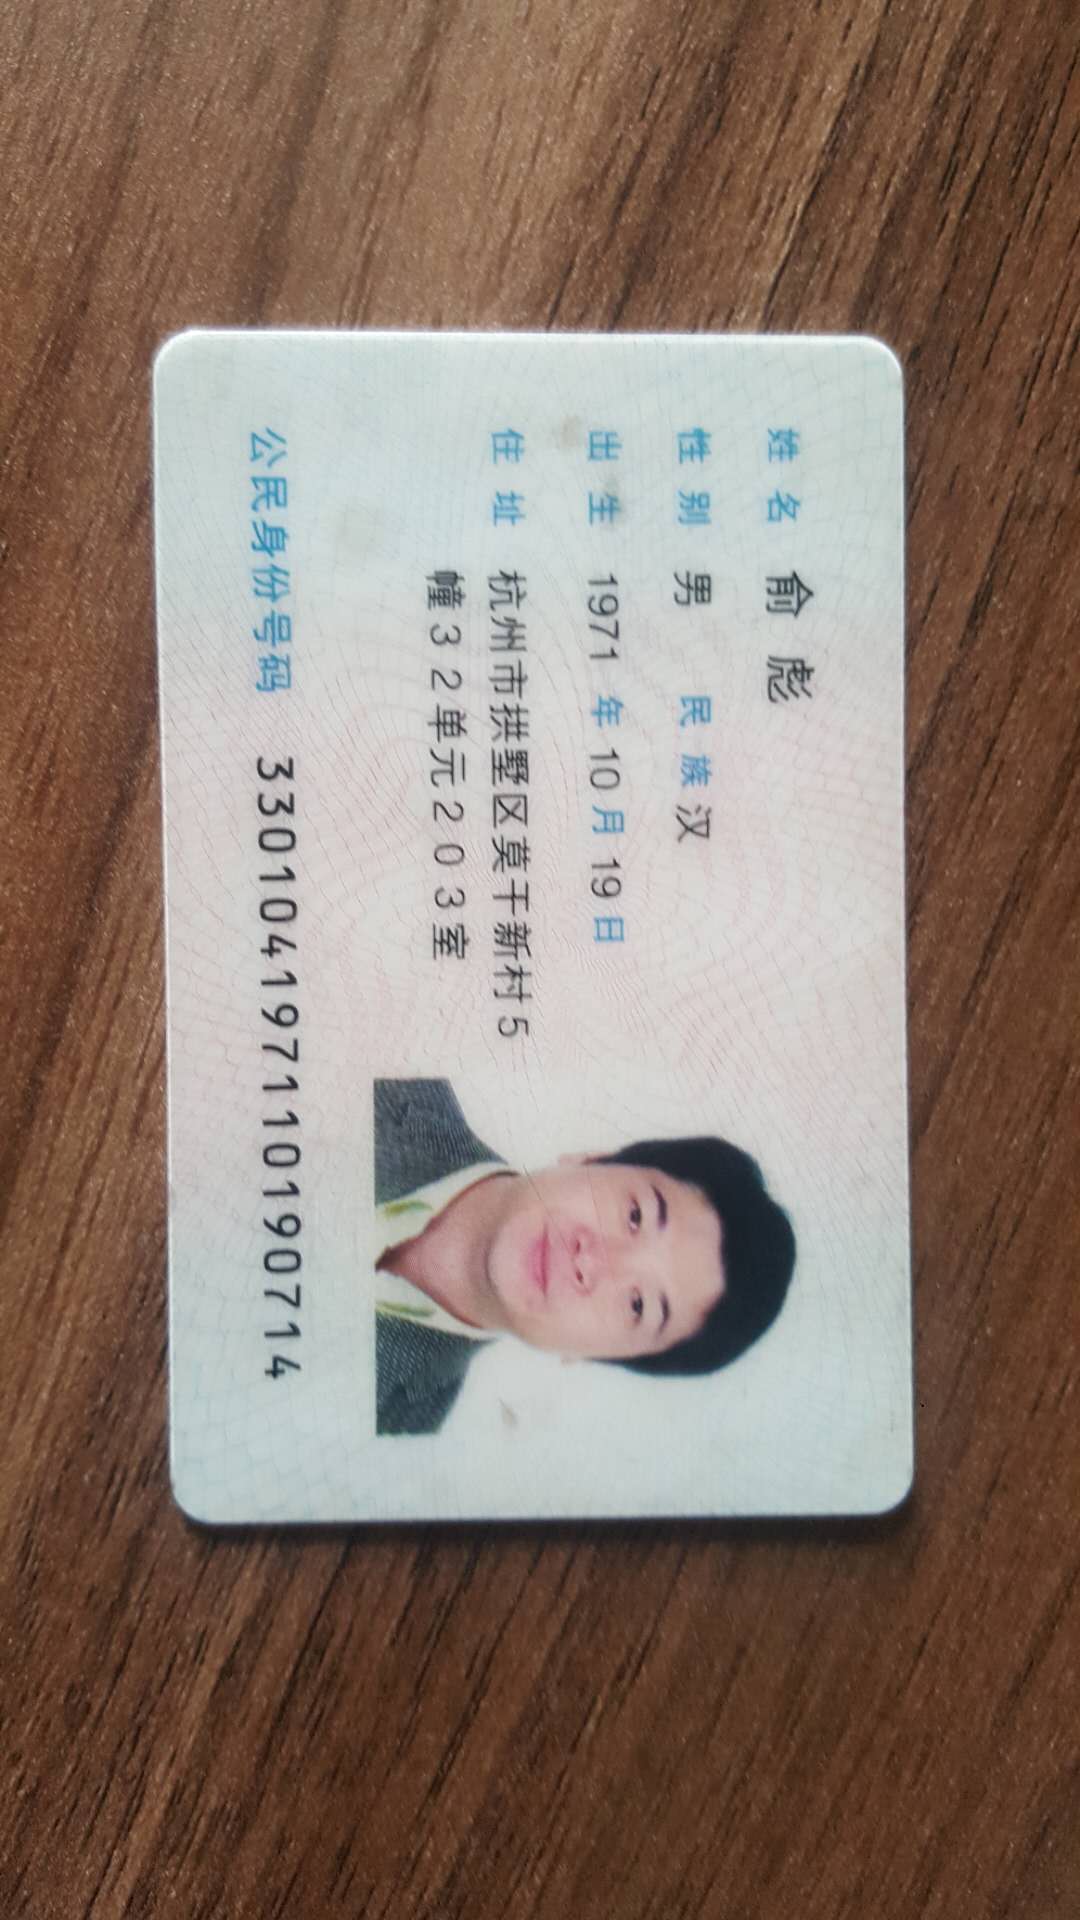 姓名 俞彪
性别 男 民族 汉
出生 1971 年 10 月 19 日
住址 杭州市拱墅区莫干新村5
幢32单元203室
公民身份号码 330104197110190714